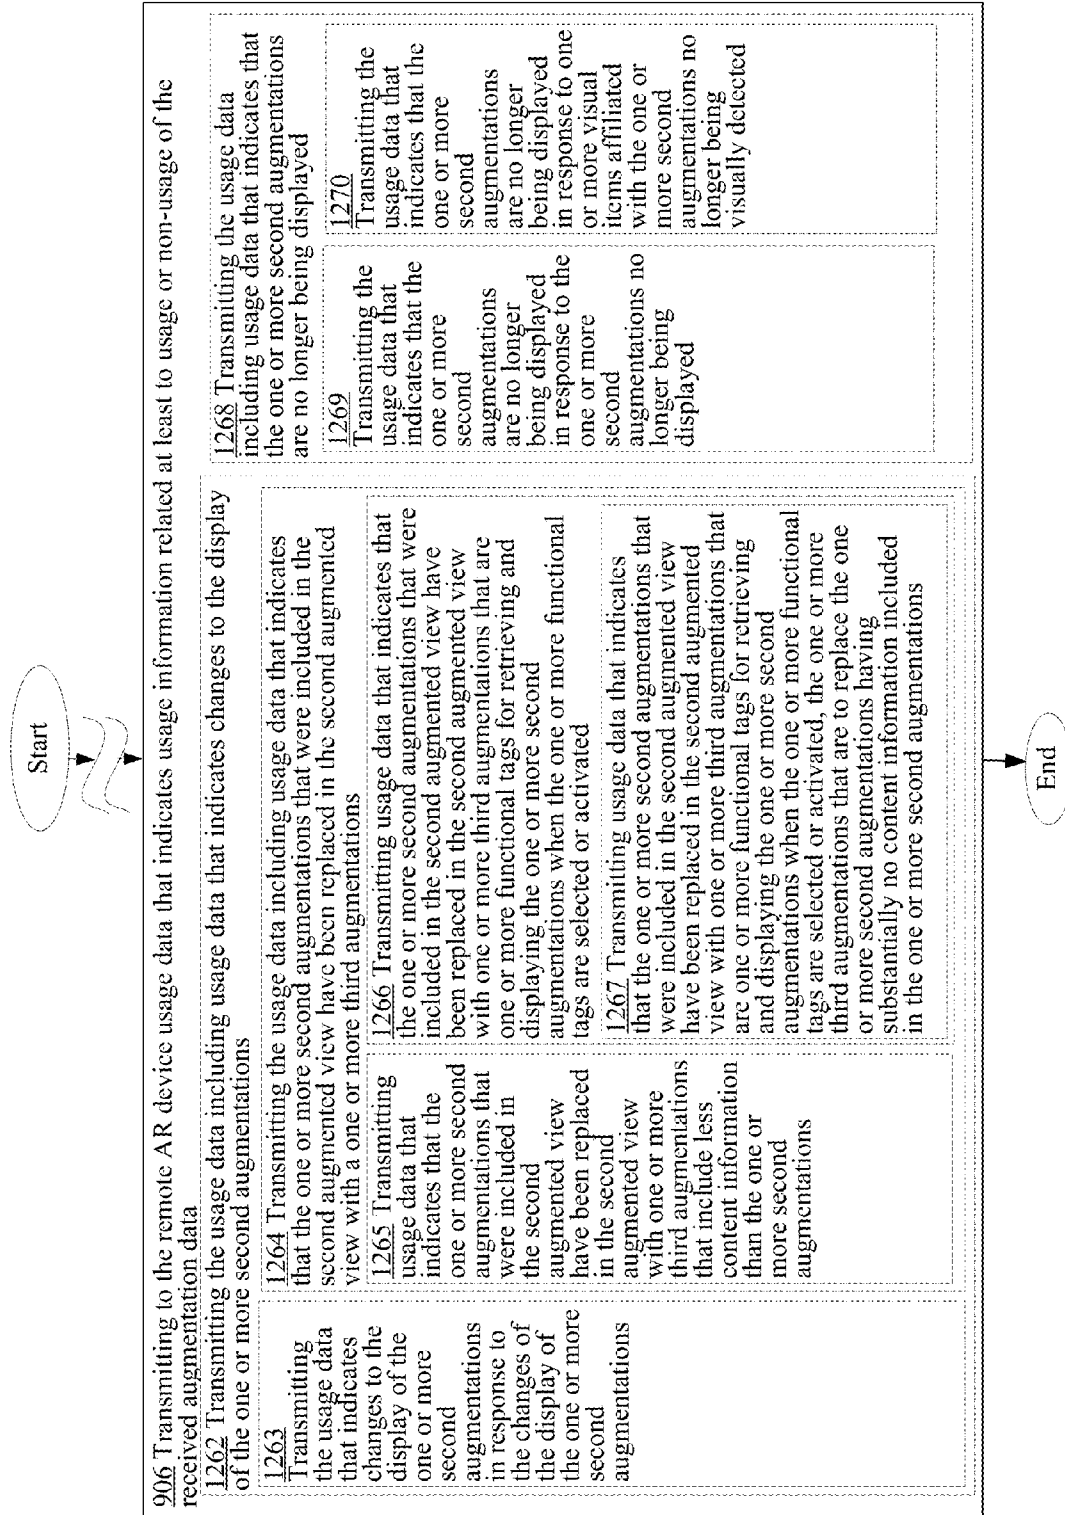 Start
906 Transmitting to the remote AR device usage data that indicates usage information related at least to usage or non-usage of the
received augmentation data
1262 Transmitting the usage data including usage data that indicates changes to the display
of the one or more second augmentations
1263
Transmitting
the usage data
that indicates
changes to the
display of the
one or more
second
augmentations
in response to
the changes of
the display of
the one or more
second
augmentations
1264 Transmitting the usage data including usage data that indicates
that the one or more second augmentations that were included in the
second augmented view have been replaced in the second augmented
view with a one or more third augmentations
1265 Transmitting
usage data that
indicates that the
one or more second
augmentations that
were included in
the second
augmented view
have been replaced
in the second
augmented view
with one or more
third augmentations
that include less
content information
than the one or
more second
augmentations
1266 Transmitting usage data that indicates that
the one or more second augmentations that were
included in the second augmented view have
been replaced in the second augmented view
with one or more third augmentations that are
one or more functional tags for retrieving and
displaying the one or more second
augmentations when the one or more functional
tags are selected or activated
1267 Transmitting usage data that indicates
that the one or more second augmentations that
were included in the second augmented view
have been replaced in the second augmented
view with one or more third augmentations that
are one or more functional tags for retrieving
and displaying the one or more second
augmentations when the one or more functional
tags are selected or activated, the one or more
third augmentations that are to replace the one
or more second augmentations having
substantially no content information included
in the one or more second augmentations
1268 Transmitting the usage data
including usage data that indicates that
the one or more second augmentations
are no longer being displayed
1269
Transmitting the
usage data that
indicates that the
one or more
second
augmentations
are no longer
being displayed
in response to the
one or more
second
augmentations no
longer being
displayed
1270
Transmitting the
usage data that
indicates that the
one or more
second
augmentations
are no longer
being displayed
in response to one
or more visual
items affiliated
with the one or
more second
augmentations no
longer being
visually detected
End